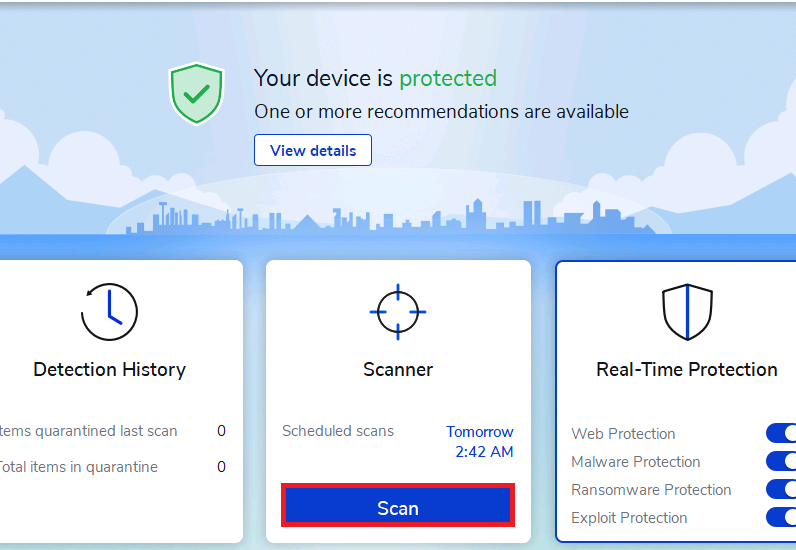 Your device is protected
One or more recommendations are available
View details
Detection History
Items quarantined last scan 0
Total items in quarantine 0
Scanner
Scheduled scans Tomorrow
2:42 AM
Scan
Real-Time Protection
Web Protection
Malware Protection
Ransomware Protection
Exploit Protection